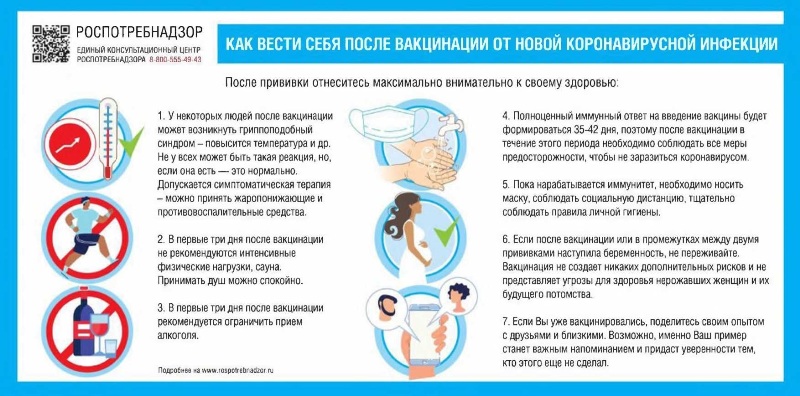 РОСПОТРЕБНАДЗОР
ЕДИНЫЙ КОНСУЛЬТАЦИОННЫЙ ЦЕНТР
РОСПОТРЕБНАДЗОРА 8-800-555-49-43
КАК ВЕСТИ СЕБЯ ПОСЛЕ ВАКЦИНАЦИИ ОТ НОВОЙ КОРОНАВИРУСНОЙ ИНФЕКЦИИ
После прививки отнеситесь максимально внимательно к своему здоровью:
1. У некоторых людей после вакцинации
может возникнуть гриппоподобный
синдром – повысится температура и др.
Не у всех может быть такая реакция, но,
если она есть — это нормально.
Допускается симптоматическая терапия
– можно принять жаропонижающие и
противовоспалительные средства.
2. В первые три дня после вакцинации
не рекомендуются интенсивные
физические нагрузки, сауна.
Принимать душ можно спокойно.
3. В первые три дня после вакцинации
рекомендуется ограничить прием
алкоголя.
Подробнее на www.rospotrebnadzor.ru
4. Полноценный иммунный ответ на введение вакцины будет
формироваться 35-42 дня, поэтому после вакцинации в
течение этого периода необходимо соблюдать все меры
предосторожности, чтобы не заразиться коронавирусом.
5. Пока нарабатывается иммунитет, необходимо носить
маску, соблюдать социальную дистанцию, тщательно
соблюдать правила личной гигиены.
6. Если после вакцинации или в промежутках между двумя
прививками наступила беременность, не переживайте.
Вакцинация не создает никаких дополнительных рисков и не
представляет угрозы для здоровья нерожавших женщин и их
будущего потомства.
7. Если Вы уже вакцинировались, поделитесь своим опытом
с друзьями и близкими. Возможно, именно Ваш пример
станет важным напоминанием и придаст уверенности тем,
кто этого еще не сделал.